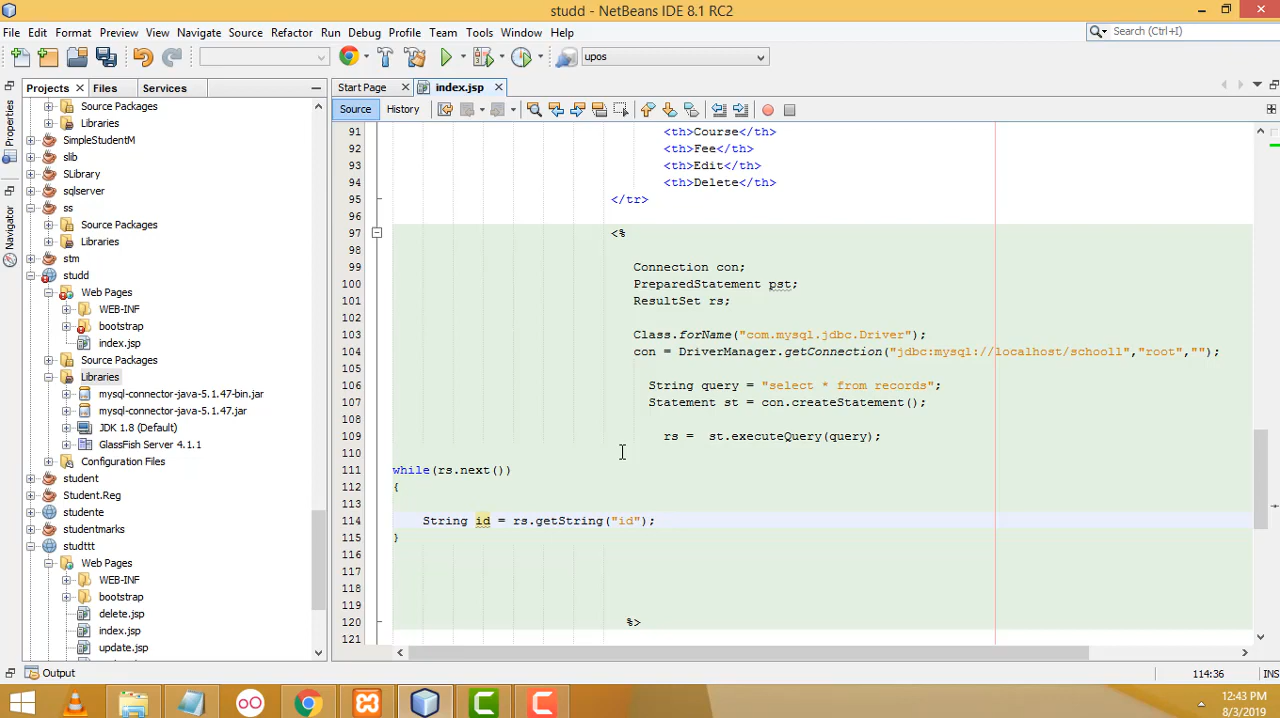 studd - NetBeans IDE 8.1 RC2
File Edit Format Preview View Navigate Source Refactor Run Debug Profile Team Tools Window Help
Search (Ctrl+I)
upos
Projects Files Services
Start Page index.jsp
Source History
Properties
Navigator
Source Packages
Libraries
SimpleStudentM
slib
SLibrary
sqlserver
ss
Source Packages
Libraries
stm
studd
Web Pages
WEB-INF
bootstrap
index.jsp
Source Packages
Libraries
mysql-connector-java-5.1.47-bin.jar
mysql-connector-java-5.1.47.jar
JDK 1.8 (Default)
GlassFish Server 4.1.1
Configuration Files
student
Student.Reg
studente
studentmarks
studttt
Web Pages
WEB-INF
bootstrap
delete.jsp
index.jsp
update.jsp
91 <th>Course</th>
92 <th>Fee</th>
93 <th>Edit</th>
94 <th>Delete</th>
95 </tr>
96
97 <%
98
99 Connection con;
100 PreparedStatement pst;
101 ResultSet rs;
102
103 Class.forName("com.mysql.jdbc.Driver");
104 con = DriverManager.getConnection("jdbc:mysql://localhost/schooll","root","");
105
106 String query = "select * from records";
107 Statement st = con.createStatement();
108
109 rs =  st.executeQuery(query);
110
111 while(rs.next())
112 {
113
114 String id = rs.getString("id");
115 }
116
117
118
119
120 %>
121
Output
114:36 INS
12:43 PM
8/3/2019